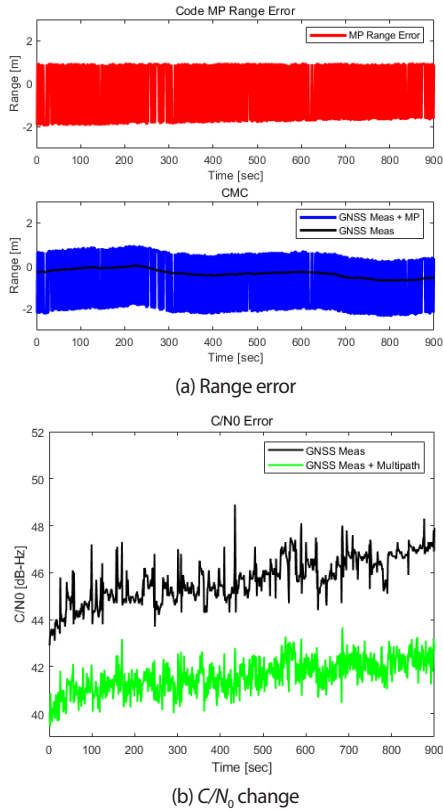 Code MP Range Error
MP Range Error
Range [m]
2
0
-2
0 100 200 300 400 500 600 700 800 900
Time [sec]
CMC
GNSS Meas + MP
GNSS Meas
Range [m]
2
0
-2
0 100 200 300 400 500 600 700 800 900
Time [sec]
(a) Range error
C/N0 Error
GNSS Meas
GNSS Meas + Multipath
C/N0 [dB-Hz]
52
50
48
46
44
42
40
0 100 200 300 400 500 600 700 800 900
Time [sec]
(b) C/N0 change